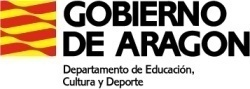 GOBIERNO
DE ARAGON
Departamento de Educación,
Cultura y Deporte